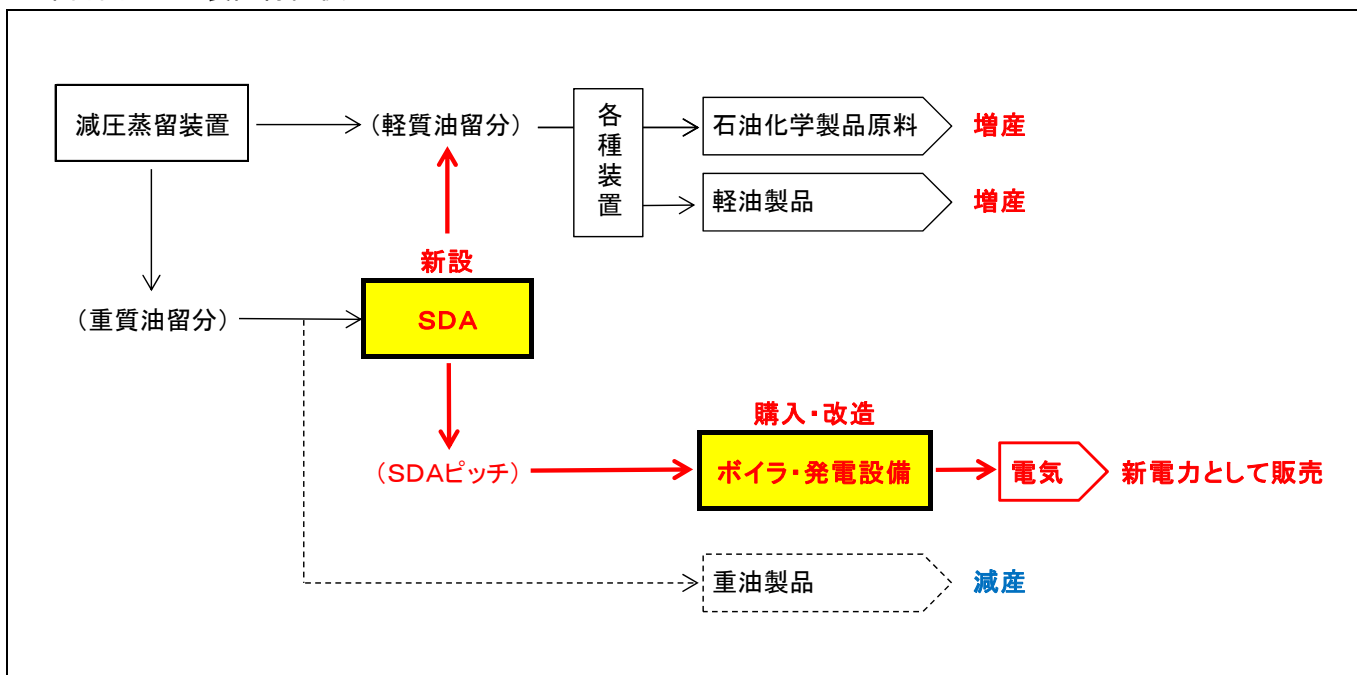 減圧蒸留装置
(軽質油留分)
各種装置
石油化学製品原料
増産
軽油製品
増産
新設
(重質油留分)
SDA
購入・改造
(SDAピッチ)
ボイラ・発電設備
電気
新電力として販売
重油製品
減産